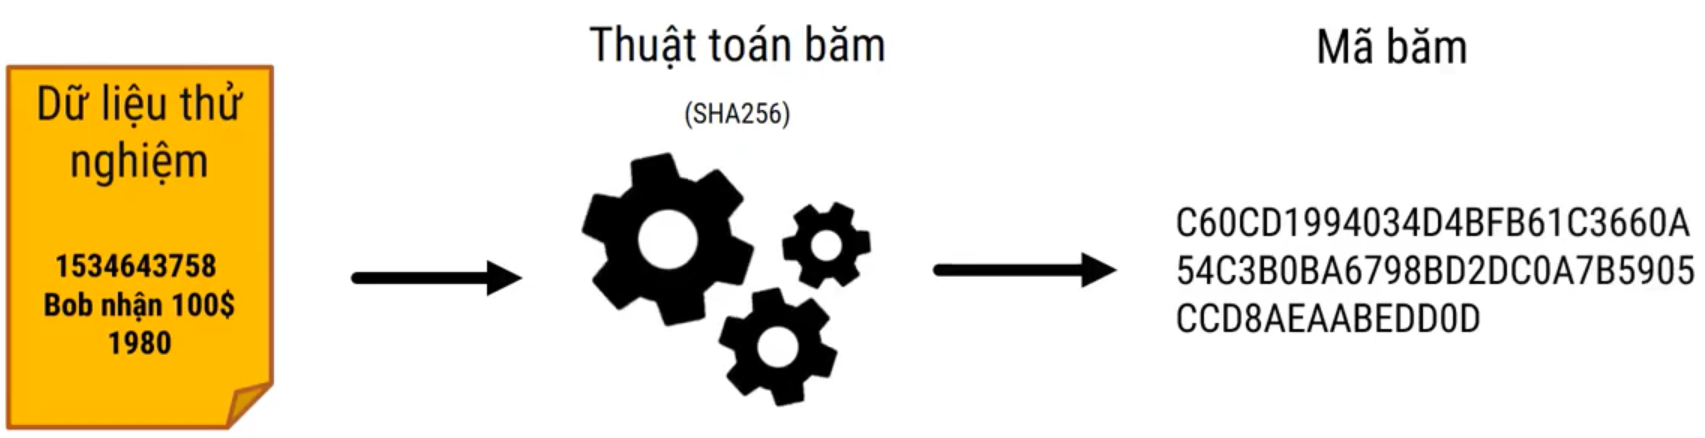 Dữ liệu thử
nghiệm
1534643758
Bob nhận 100$
1980
Thuật toán băm
(SHA256)
Mã băm
C60CD1994034D4BFB61C3660A
54C3B0BA6798BD2DC0A7B5905
CCD8AEAABEDD0D